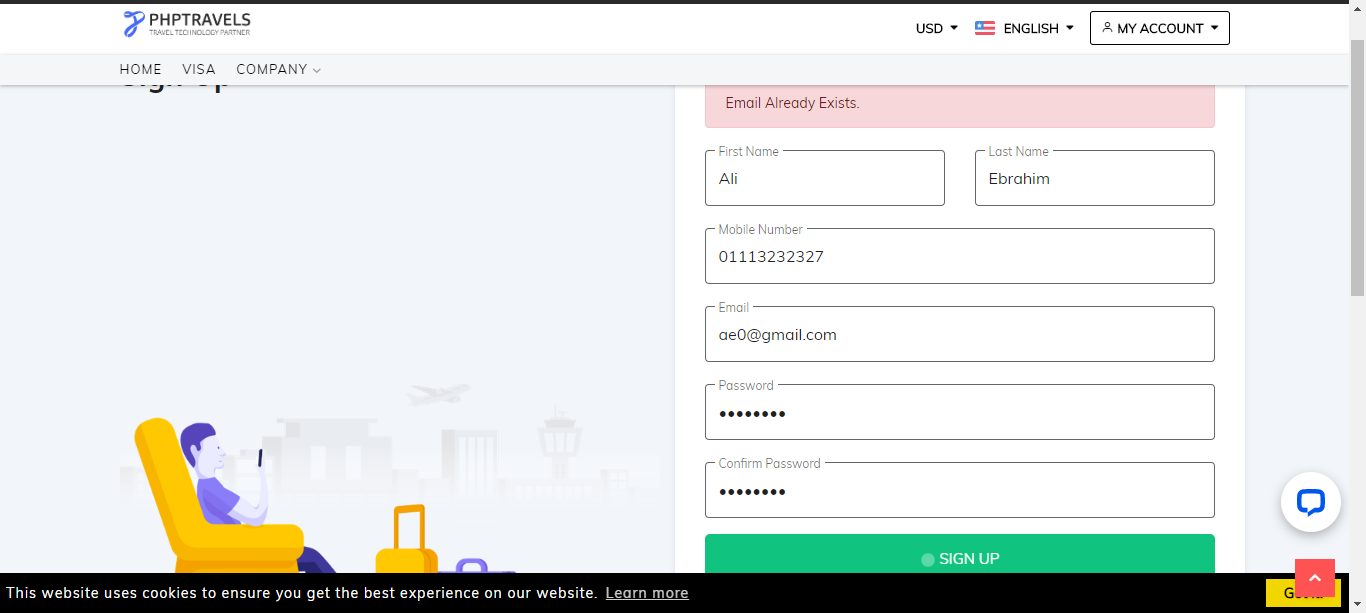 PHPTRAVELS
TRAVEL TECHNOLOGY PARTNER
USD
ENGLISH
MY ACCOUNT
HOME VISA COMPANY
Sign Up
Email Already Exists.
First Name
Ali
Last Name
Ebrahim
Mobile Number
01113232327
Email
ae0@gmail.com
Password
••••••••
Confirm Password
••••••••
SIGN UP
This website uses cookies to ensure you get the best experience on our website. Learn more